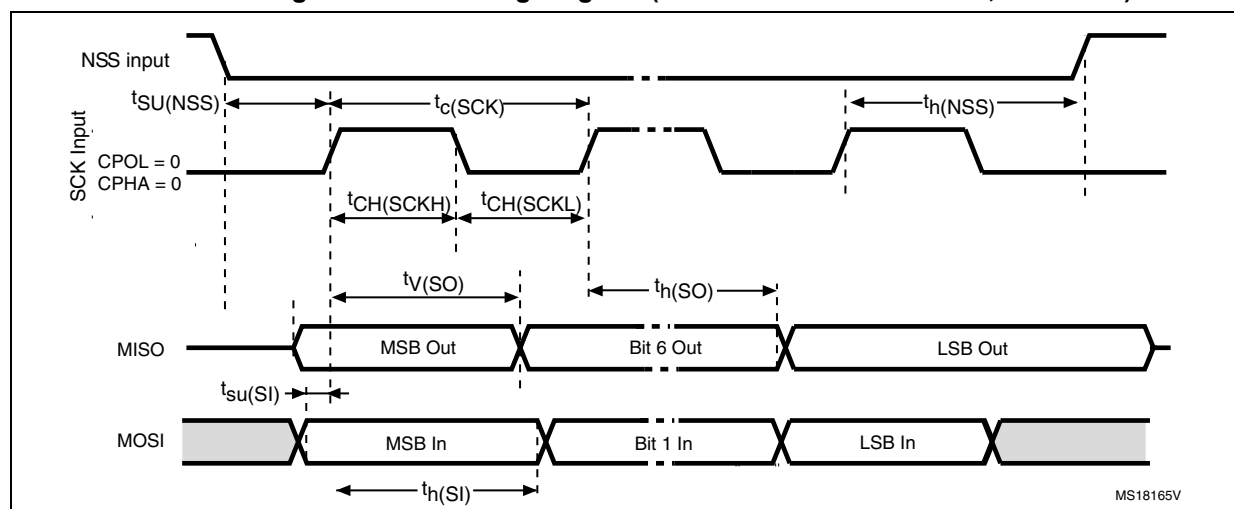 NSS input
tSU(NSS)
tc(SCK)
th(NSS)
SCK Input
CPOL = 0
CPHA = 0
tCH(SCKH)
tCH(SCKL)
tV(SO)
th(SO)
MISO
MSB Out
Bit 6 Out
LSB Out
tsu(SI)
MOSI
MSB In
Bit 1 In
LSB In
th(SI)
MS18165V